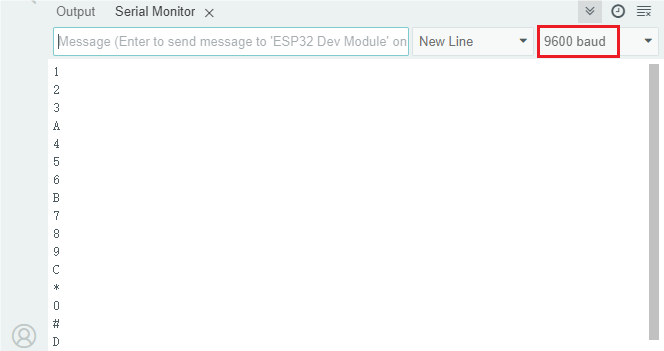 Output Serial Monitor
Message (Enter to send message to 'ESP32 Dev Module' on New Line 9600 baud
1
2
3
A
4
5
6
B
7
8
9
C
*
0
#
D